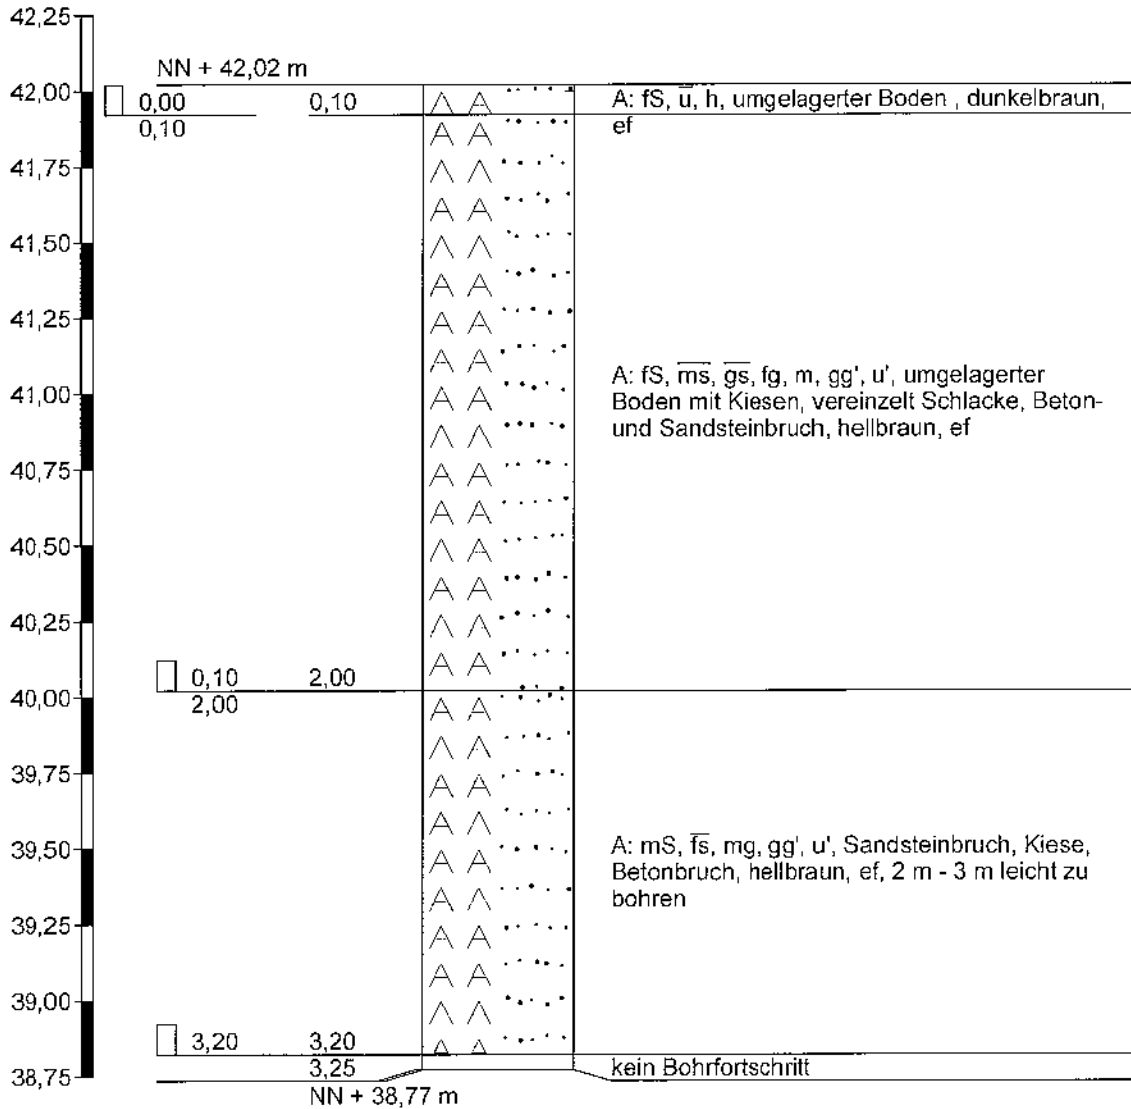 42,25
NN + 42,02 m
42,00
0,00 0,10
0,10
A: fS, u̅, h, umgelagerter Boden , dunkelbraun,
ef
41,75
41,50
41,25
A: fS, m̅s̅, g̅s̅, fg, m, gg', u', umgelagerter
41,00
Boden mit Kiesen, vereinzelt Schlacke, Beton-
und Sandsteinbruch, hellbraun, ef
40,75
40,50
40,25
0,10 2,00
2,00
40,00
39,75
39,50
A: mS, f̅s̅, mg, gg', u', Sandsteinbruch, Kiese,
Betonbruch, hellbraun, ef, 2 m - 3 m leicht zu
bohren
39,25
39,00
3,20 3,20
3,25
kein Bohrfortschritt
38,75
NN + 38,77 m